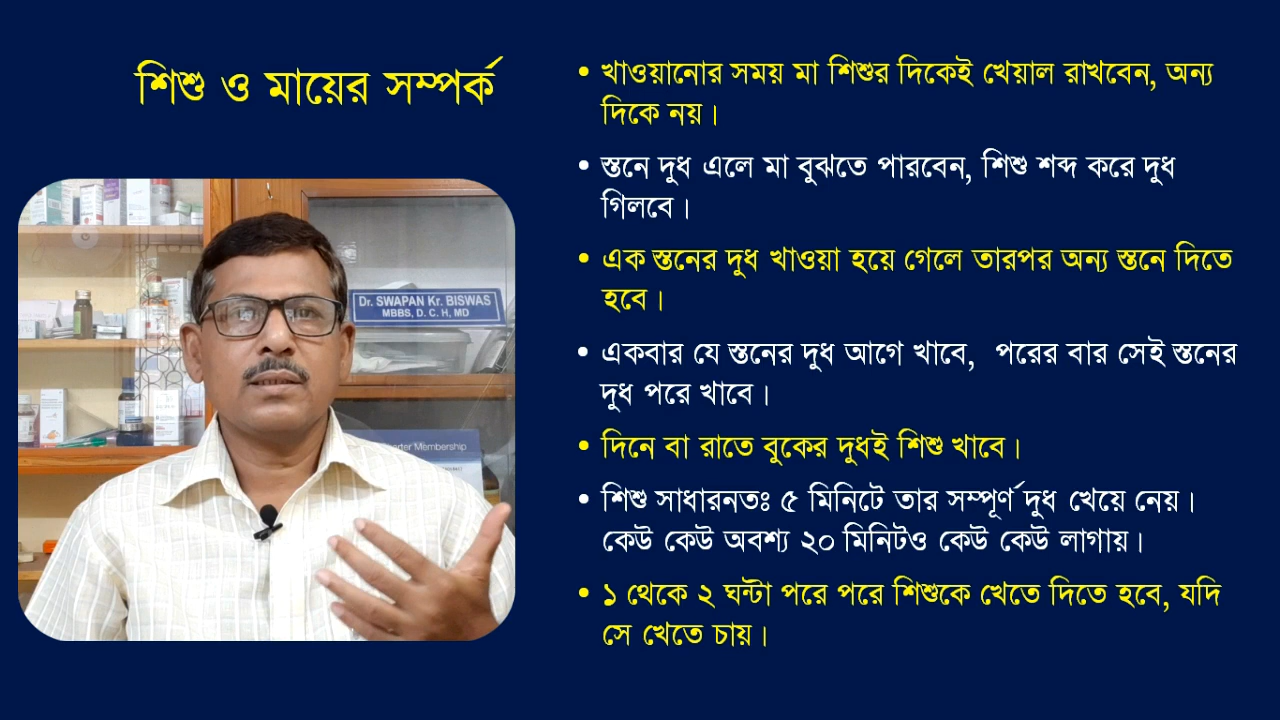 শিশু ও মায়ের সম্পর্ক
Dr. SWAPAN Kr. BISWAS
MBBS, D. C. H, MD
arter Membership
• খাওয়ানোর সময় মা শিশুর দিকেই খেয়াল রাখবেন, অন্য
দিকে নয়।
• স্তনে দুধ এলে মা বুঝতে পারবেন, শিশু শব্দ করে দুধ
গিলবে।
• এক স্তনের দুধ খাওয়া হয়ে গেলে তারপর অন্য স্তনে দিতে
হবে।
• একবার যে স্তনের দুধ আগে খাবে, পরের বার সেই স্তনের
দুধ পরে খাবে।
• দিনে বা রাতে বুকের দুধই শিশু খাবে।
• শিশু সাধারনতঃ ৫ মিনিটে তার সম্পূর্ণ দুধ খেয়ে নেয়।
কেউ কেউ অবশ্য ২০ মিনিটও কেউ কেউ লাগায়।
• ১ থেকে ২ ঘন্টা পরে পরে শিশুকে খেতে দিতে হবে, যদি
সে খেতে চায়।